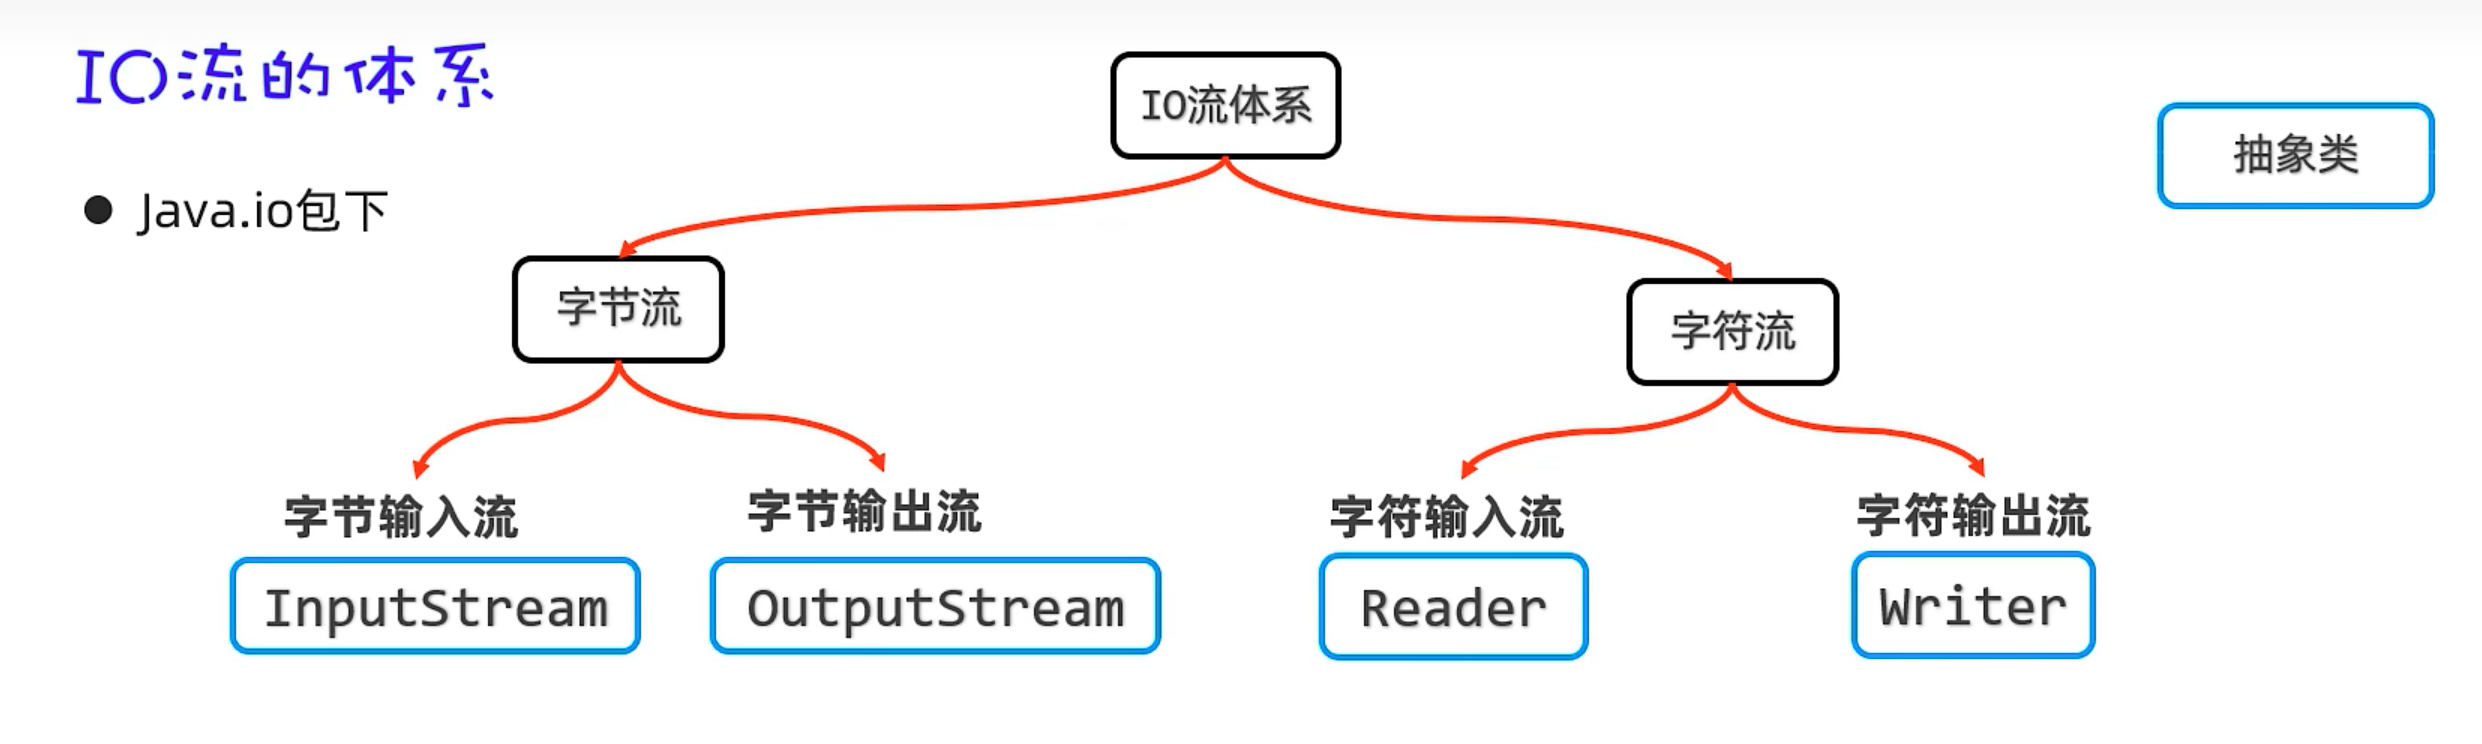 IO流的体系
Java.io包下
IO流体系
抽象类
字节流
字符流
字节输入流
字节输出流
字符输入流
字符输出流
InputStream
OutputStream
Reader
Writer